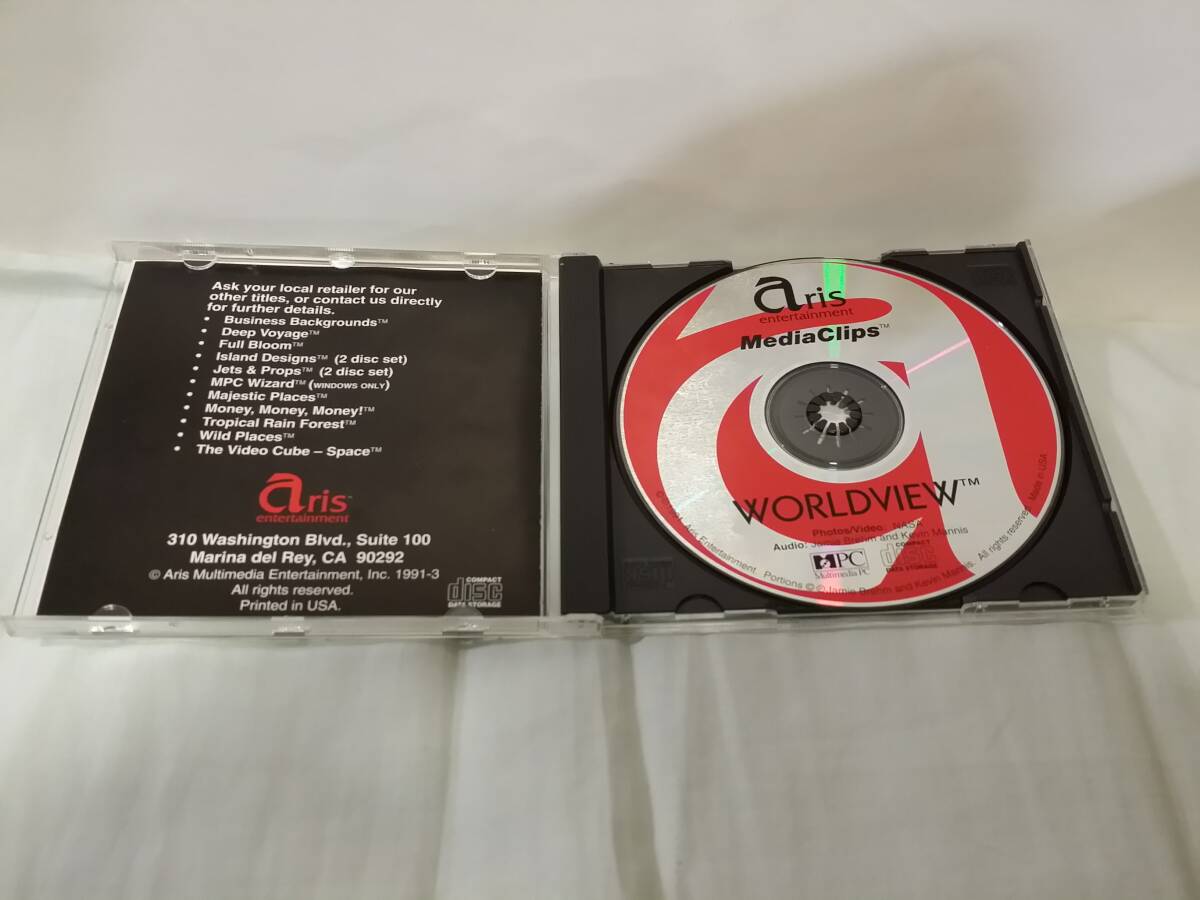 Ask your local retailer for our
other titles, or contact us directly
for further details.
• Business Backgrounds™
• Deep Voyage™
• Full Bloom™
• Island Designs™ (2 disc set)
• Jets & Props™ (2 disc set)
• MPC Wizard™ (WINDOWS ONLY)
• Majestic Places™
• Money, Money, Money!™
• Tropical Rain Forest™
• Wild Places™
• The Video Cube – Space™
aris™
entertainment
310 Washington Blvd., Suite 100
Marina del Rey, CA 90292
© Aris Multimedia Entertainment, Inc. 1991-3
All rights reserved.
Printed in USA.
COMPACT
disc
DATA STORAGE
aris
entertainment
MediaClips™
WORLDVIEW™
Photos/Video: NASA
Audio: Jamie Brehm and Kevin Mannis
MPC
Multimedia PC
COMPACT
disc
DATA STORAGE
Aris Entertainment. Portions © ℗ Jamie Brehm and Kevin Mannis. All rights reserved. Made in USA